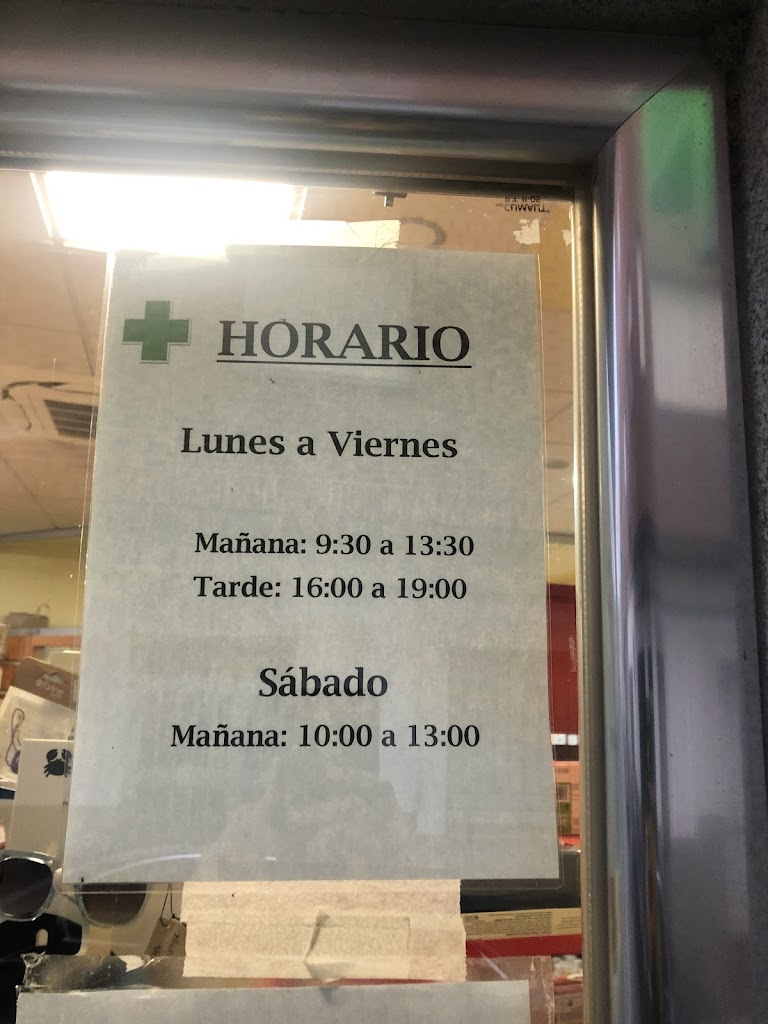 HORARIO
Lunes a Viernes
Mañana: 9:30 a 13:30
Tarde: 16:00 a 19:00
Sábado
Mañana: 10:00 a 13:00